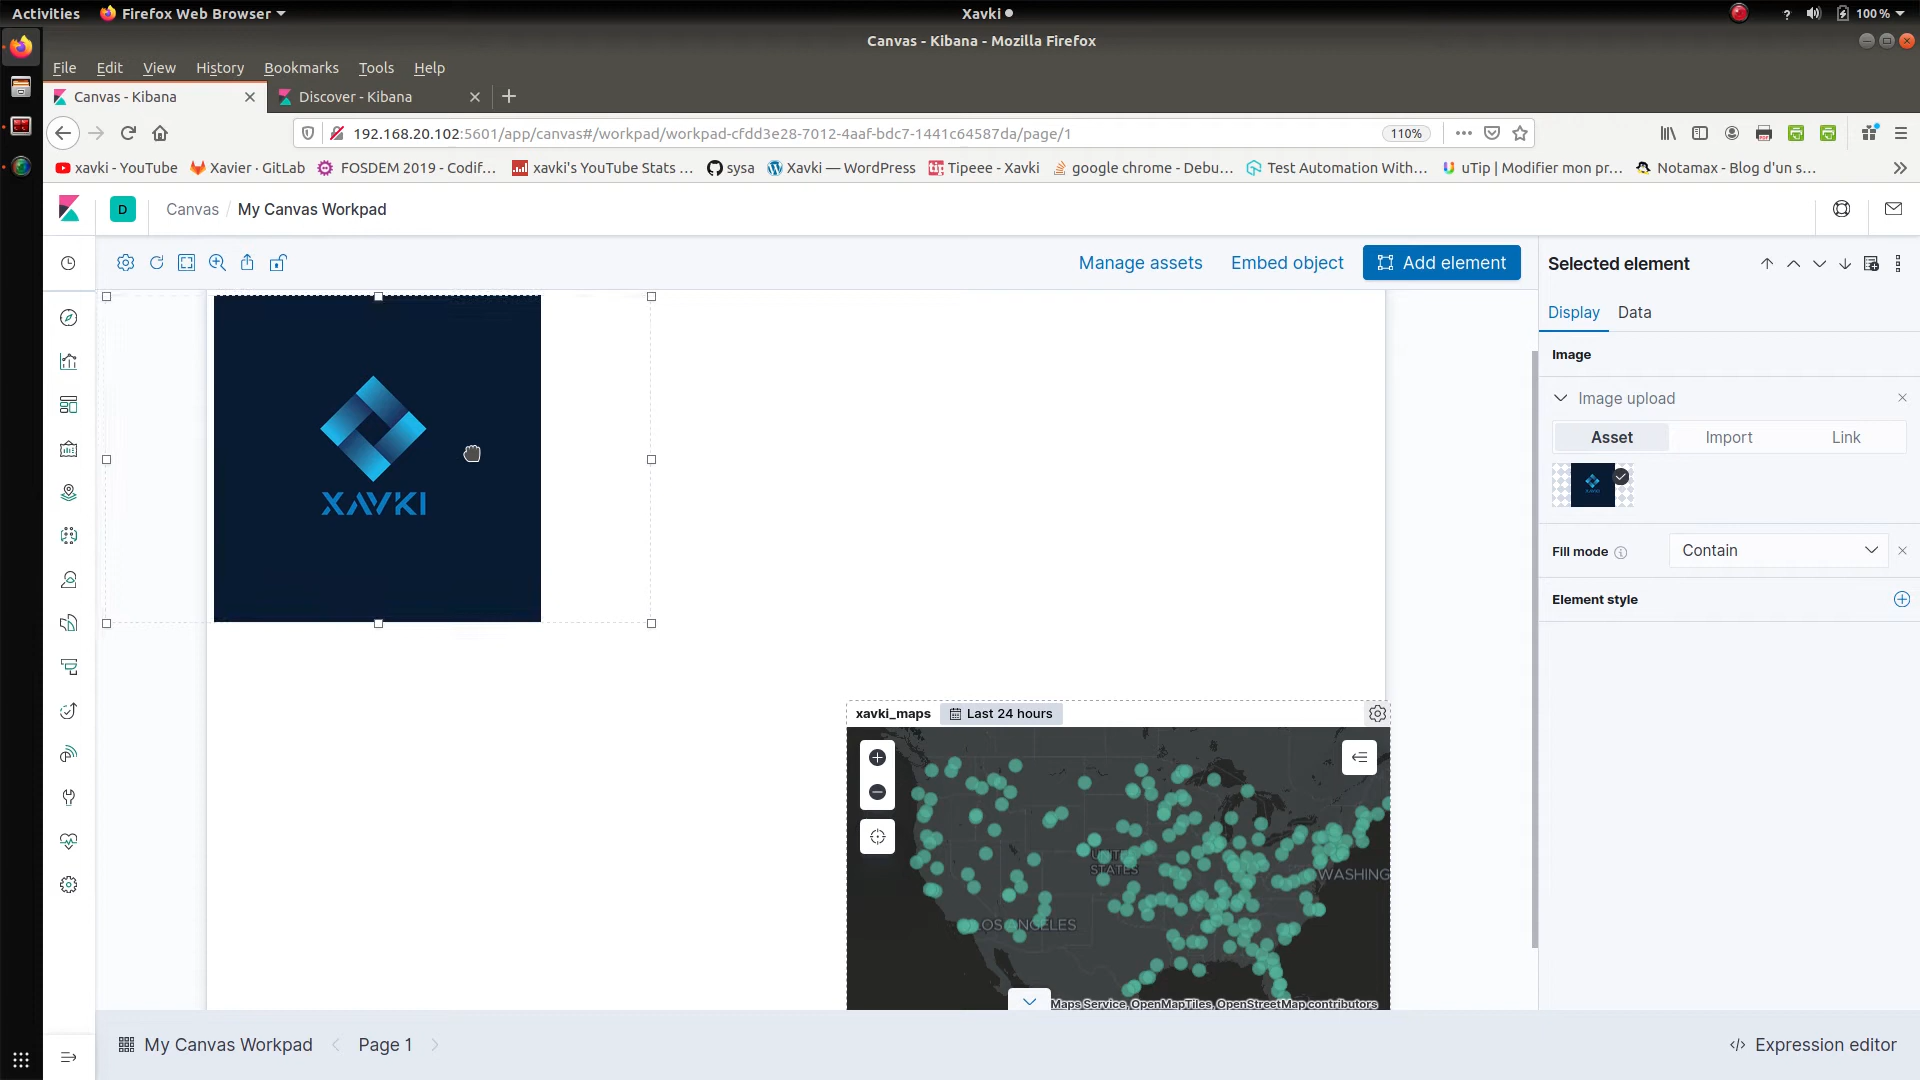 Activities Firefox Web Browser Xavki 100 %
Canvas - Kibana - Mozilla Firefox
File Edit View History Bookmarks Tools Help
Canvas - Kibana Discover - Kibana
192.168.20.102:5601/app/canvas#/workpad/workpad-cfdd3e28-7012-4aaf-bdc7-1441c64587da/page/1 110%
xavki - YouTube Xavier · GitLab FOSDEM 2019 - Codif... xavki's YouTube Stats ... sysa Xavki — WordPress Tipeee - Xavki google chrome - Debu... Test Automation With... uTip | Modifier mon pr... Notamax - Blog d'un s...
D Canvas / My Canvas Workpad
Manage assets Embed object Add element Selected element
Display Data
Image
Image upload
Asset Import Link
XAVKI
Fill mode Contain
Element style
xavki_maps Last 24 hours
UNITED
STATES
WASHING
LOS ANGELES
Maps Service, OpenMapTiles, OpenStreetMap contributors
My Canvas Workpad Page 1 Expression editor